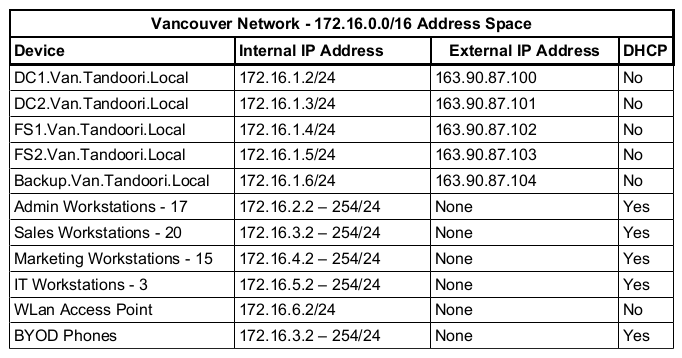 Vancouver Network - 172.16.0.0/16 Address Space
Device Internal IP Address External IP Address DHCP
DC1.Van.Tandoori.Local 172.16.1.2/24 163.90.87.100 No
DC2.Van.Tandoori.Local 172.16.1.3/24 163.90.87.101 No
FS1.Van.Tandoori.Local 172.16.1.4/24 163.90.87.102 No
FS2.Van.Tandoori.Local 172.16.1.5/24 163.90.87.103 No
Backup.Van.Tandoori.Local 172.16.1.6/24 163.90.87.104 No
Admin Workstations - 17 172.16.2.2 – 254/24 None Yes
Sales Workstations - 20 172.16.3.2 – 254/24 None Yes
Marketing Workstations - 15 172.16.4.2 – 254/24 None Yes
IT Workstations - 3 172.16.5.2 – 254/24 None Yes
WLan Access Point 172.16.6.2/24 None No
BYOD Phones 172.16.3.2 – 254/24 None Yes